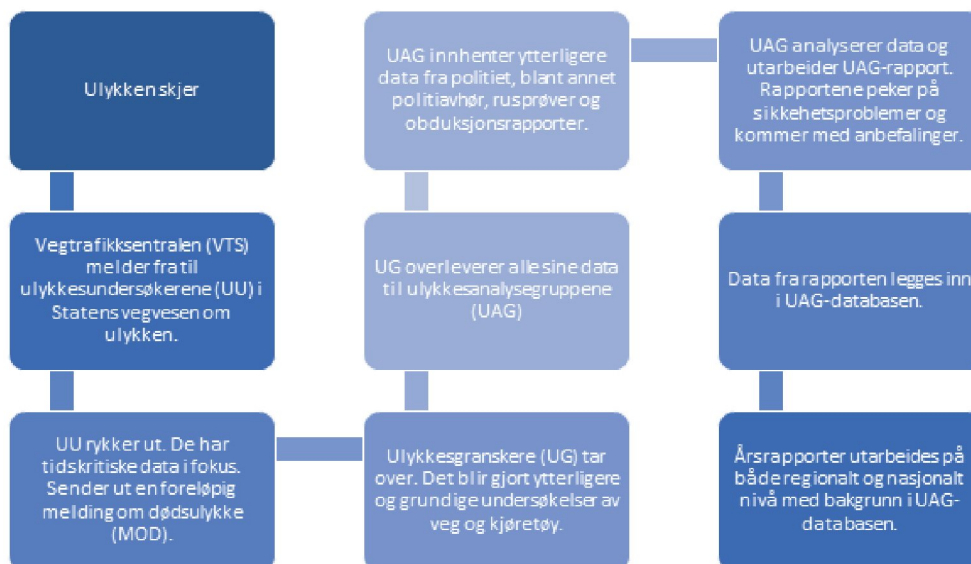 Ulykken skjer
Vegtrafikksentralen (VTS)
melder fra til
ulykkesundersøkerene (UU) i
Statens vegvesen om
ulykken.
UU rykker ut. De har
tidskritiske data i fokus.
Sender ut en foreløpig
melding om dødsulykke
(MOD).
Ulykkesgranskere (UG) tar
over. Det blir gjort ytterligere
og grundige undersøkelser av
veg og kjøretøy.
UG overleverer alle sine data
til ulykkesanalysegruppene
(UAG)
UAG innhenter ytterligere
data fra politiet, blant annet
politiavhør, rusprøver og
obduksjonsrapporter.
UAG analyserer data og
utarbeider UAG-rapport.
Rapportene peker på
sikkehetsproblemer og
kommer med anbefalinger.
Data fra rapporten legges inn
i UAG-databasen.
Årsrapporter utarbeides på
både regionalt og nasjonalt
nivå med bakgrunn i UAG-
databasen.